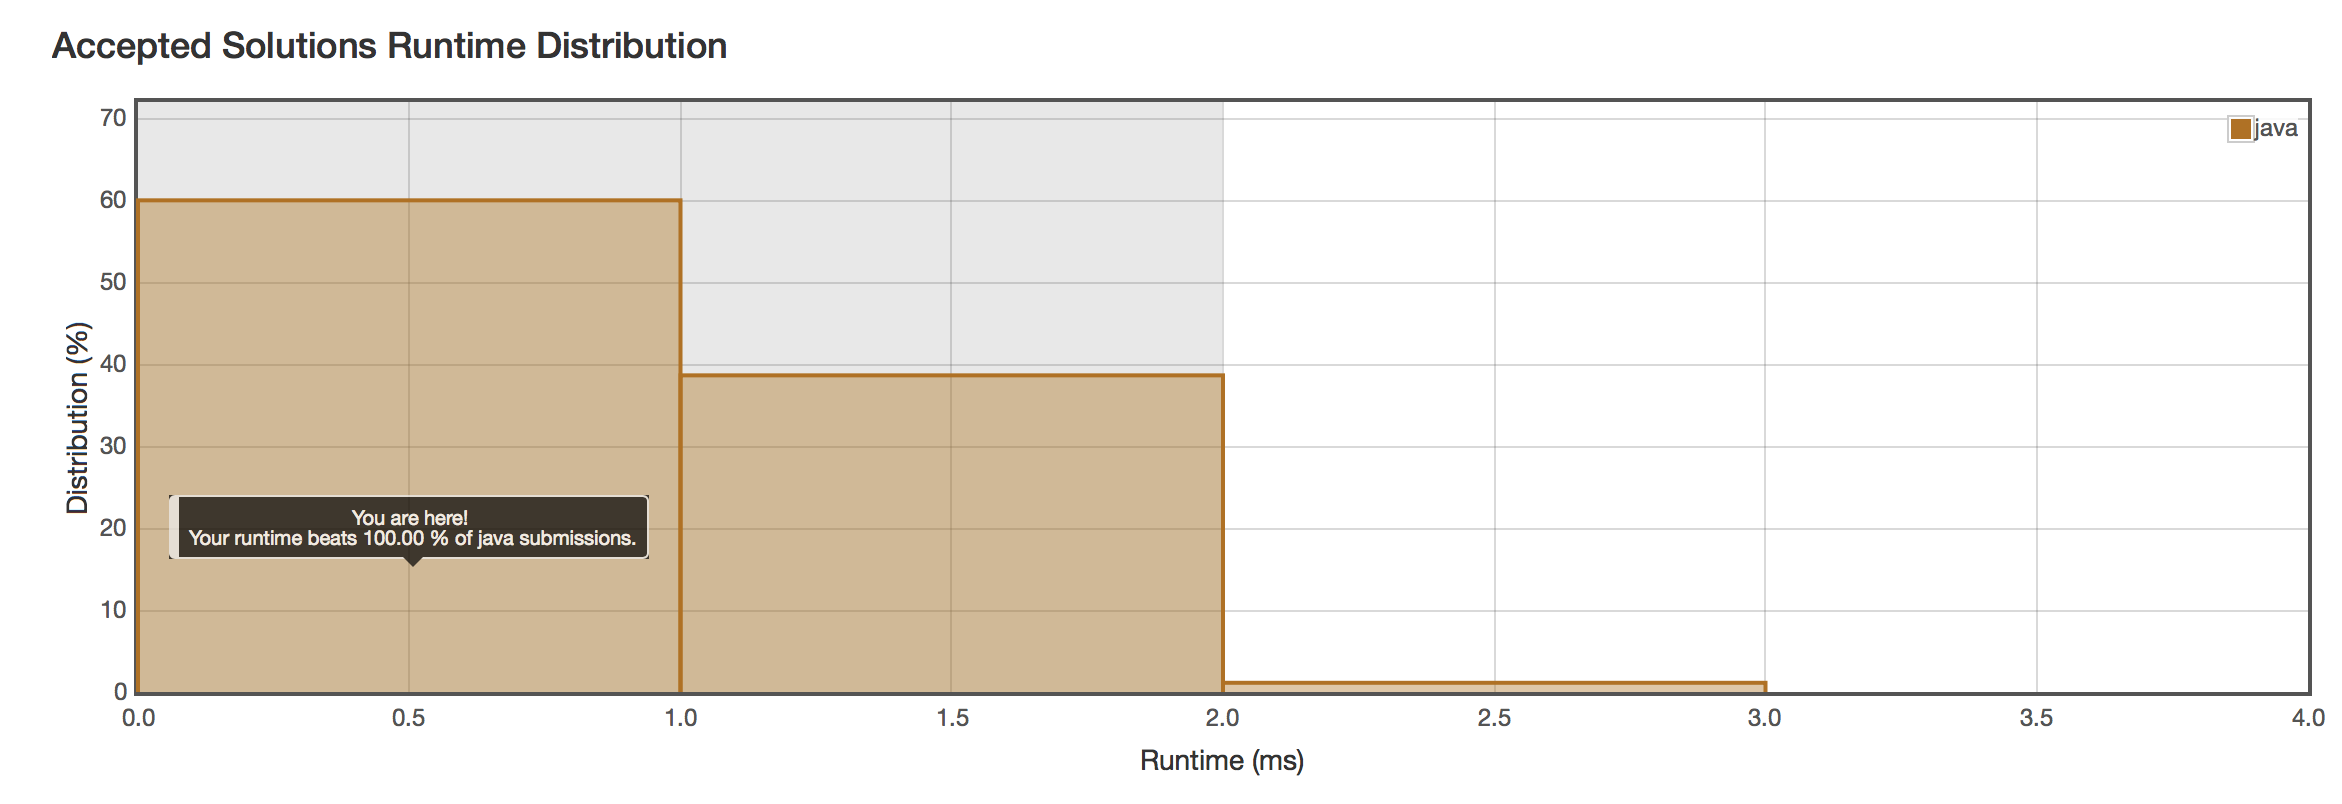 Accepted Solutions Runtime Distribution
70
java
60
50
40
30
20
10
0
Distribution (%)
You are here!
Your runtime beats 100.00 % of java submissions.
0.0 0.5 1.0 1.5 2.0 2.5 3.0 3.5 4.0
Runtime (ms)